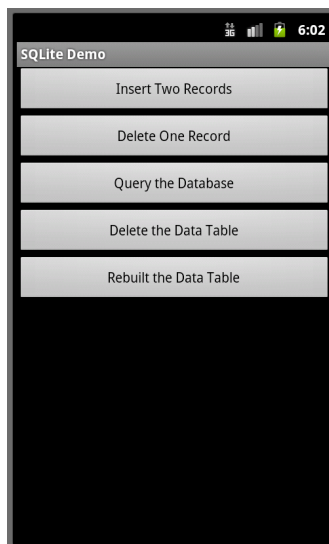 3G 6:02
SQLite Demo
Insert Two Records
Delete One Record
Query the Database
Delete the Data Table
Rebuilt the Data Table